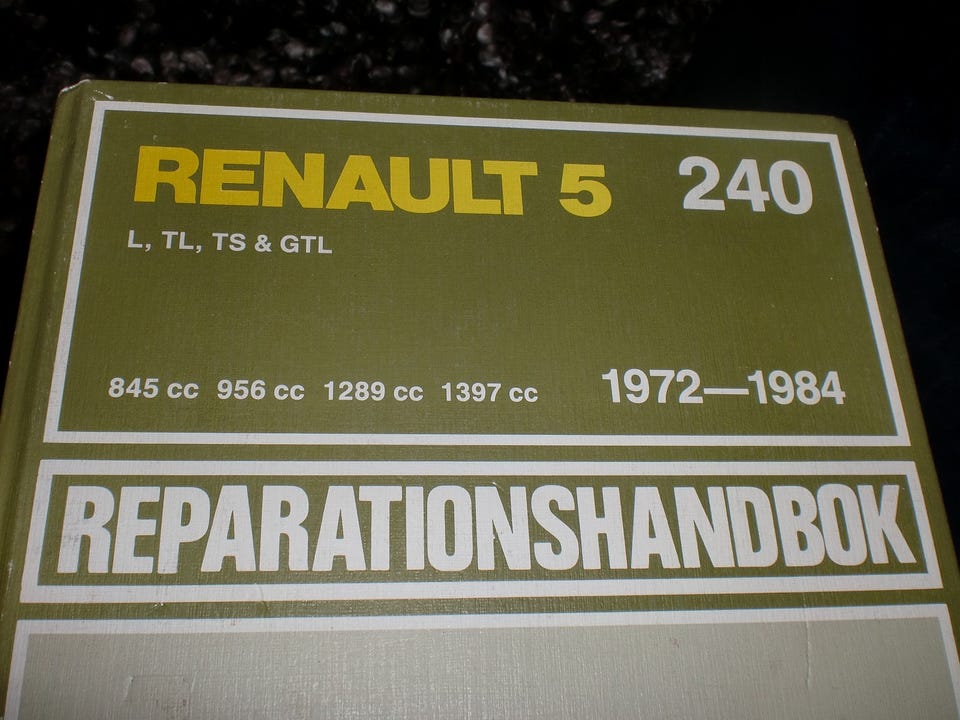 RENAULT 5 240
L, TL, TS & GTL
845 cc 956 cc 1289 cc 1397 cc 1972—1984
REPARATIONSHANDBOK